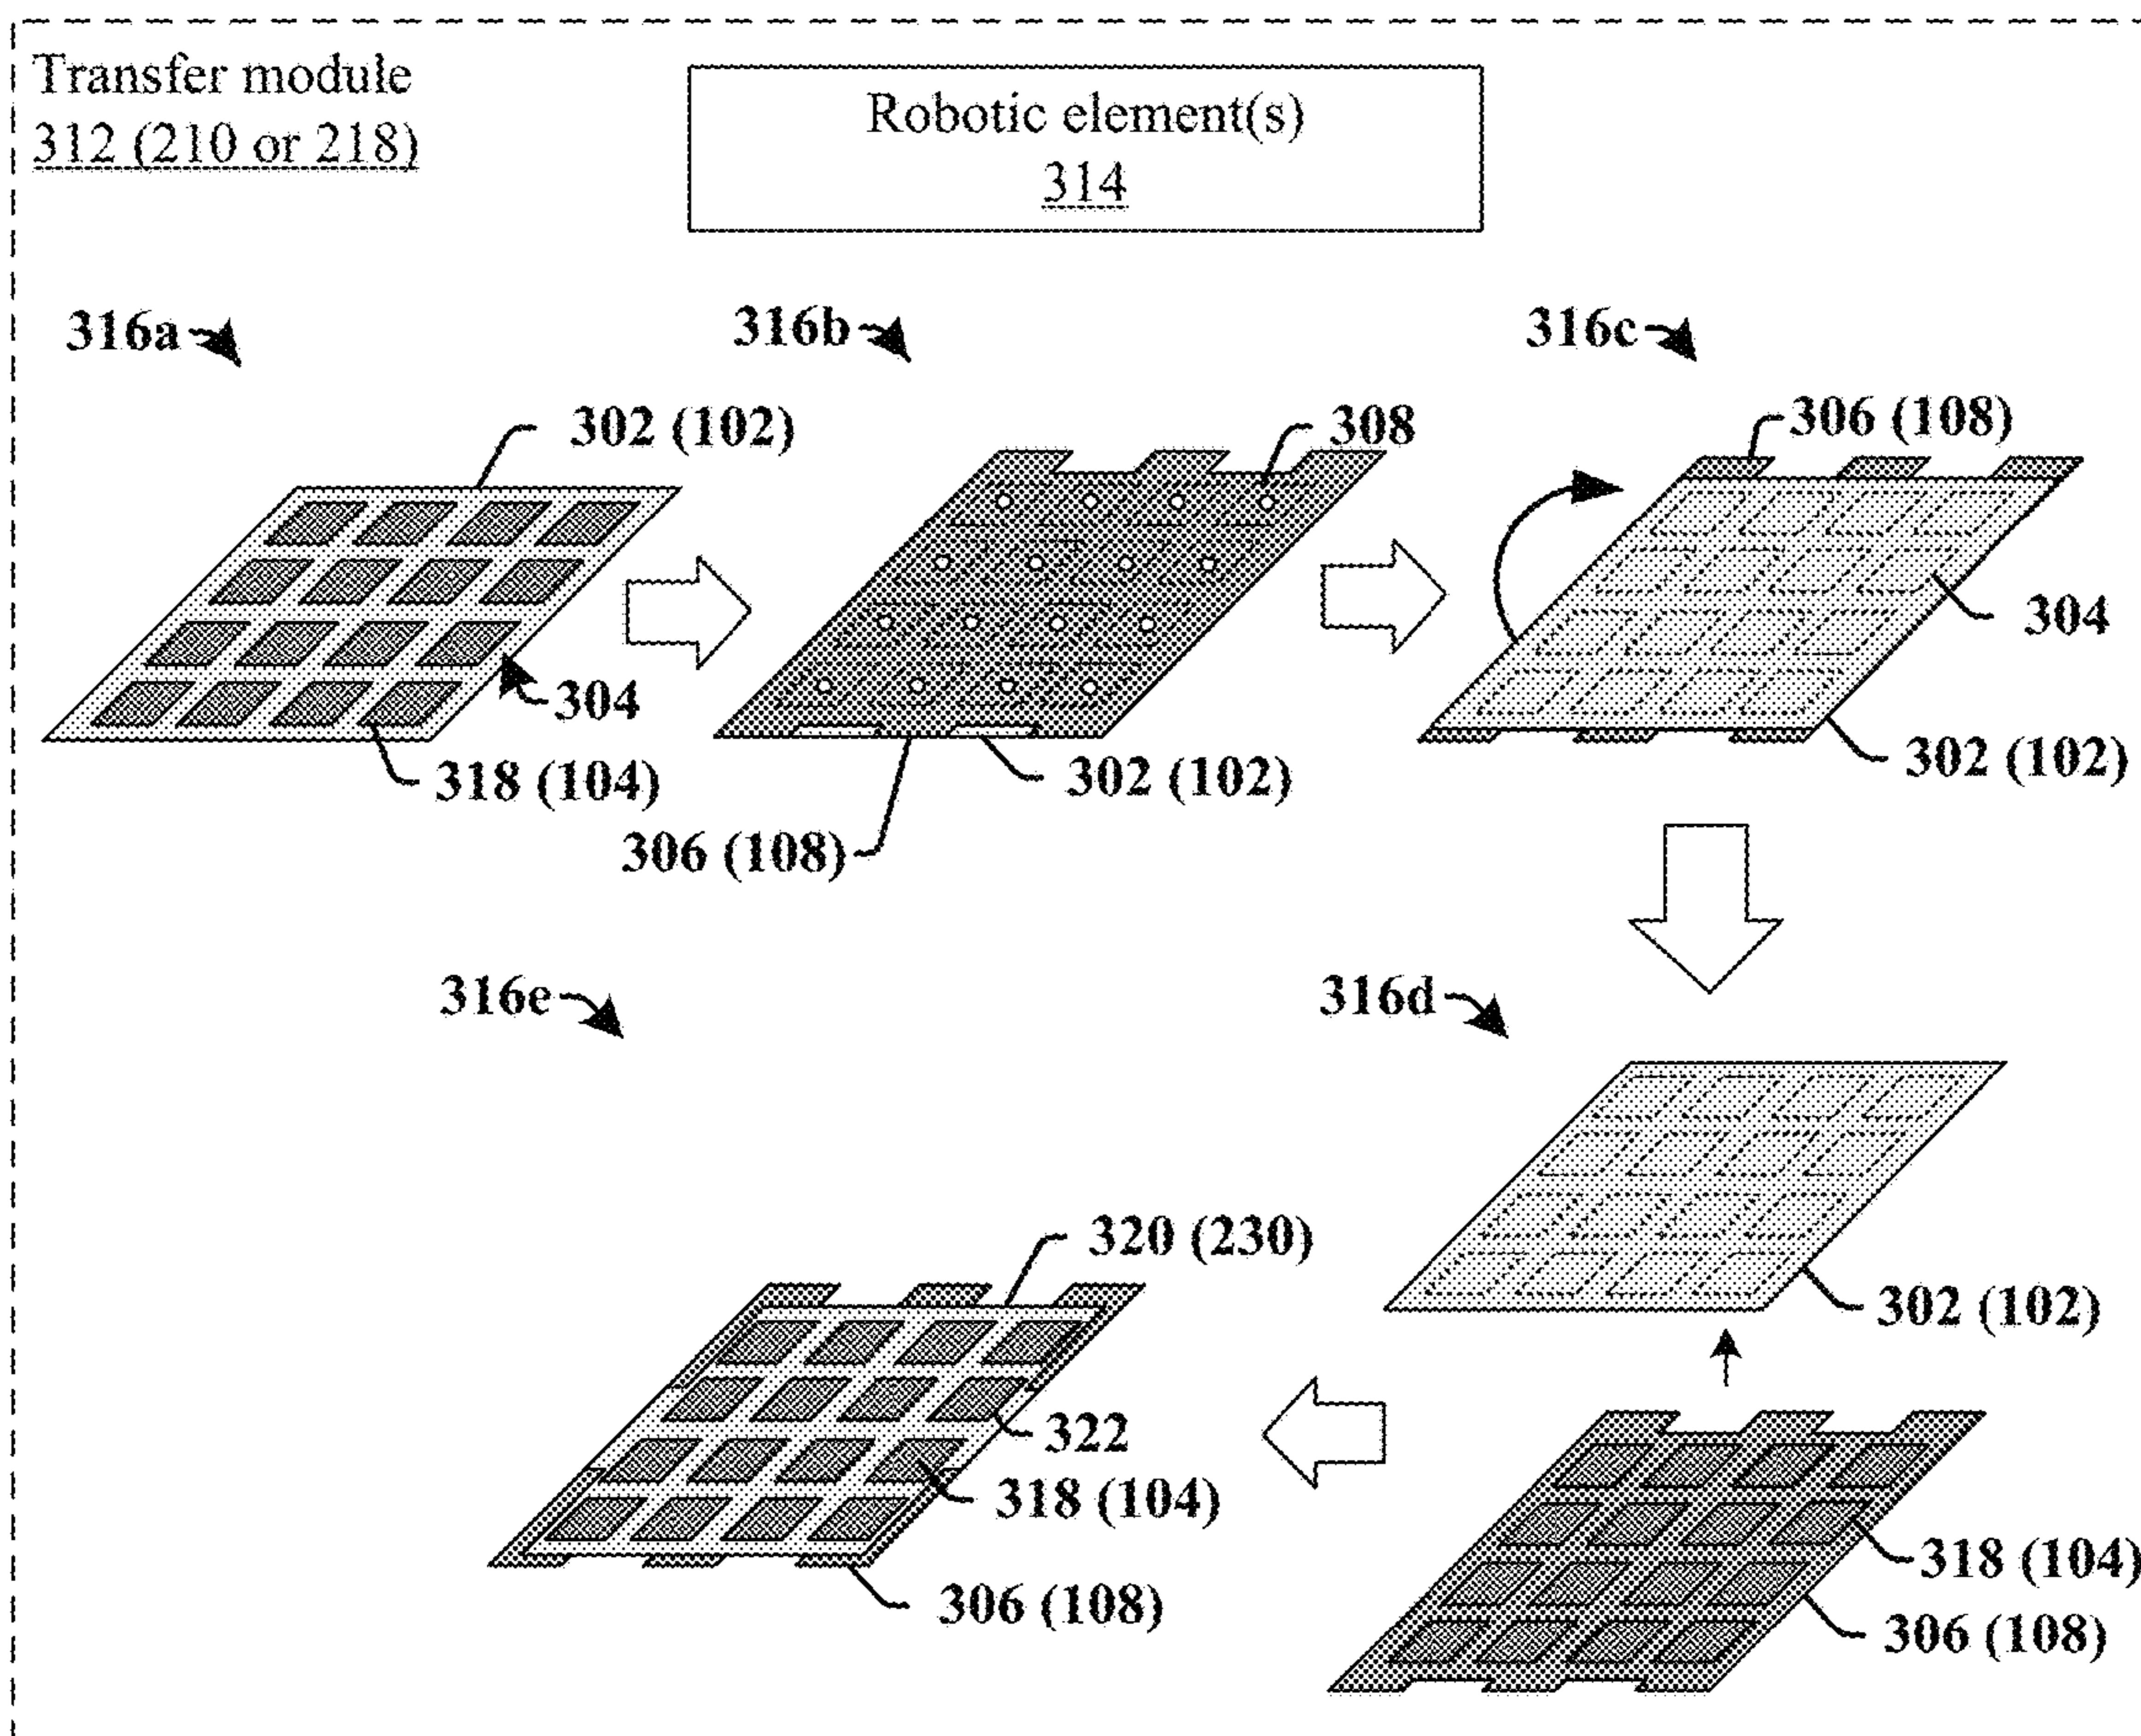 Transfer module
312 (210 or 218)
Robotic element(s)
314
316a
316b
316c
302 (102)
308
306 (108)
304
304
318 (104)
302 (102)
302 (102)
306 (108)
316e
316d
320 (230)
302 (102)
322
318 (104)
318 (104)
306 (108)
306 (108)